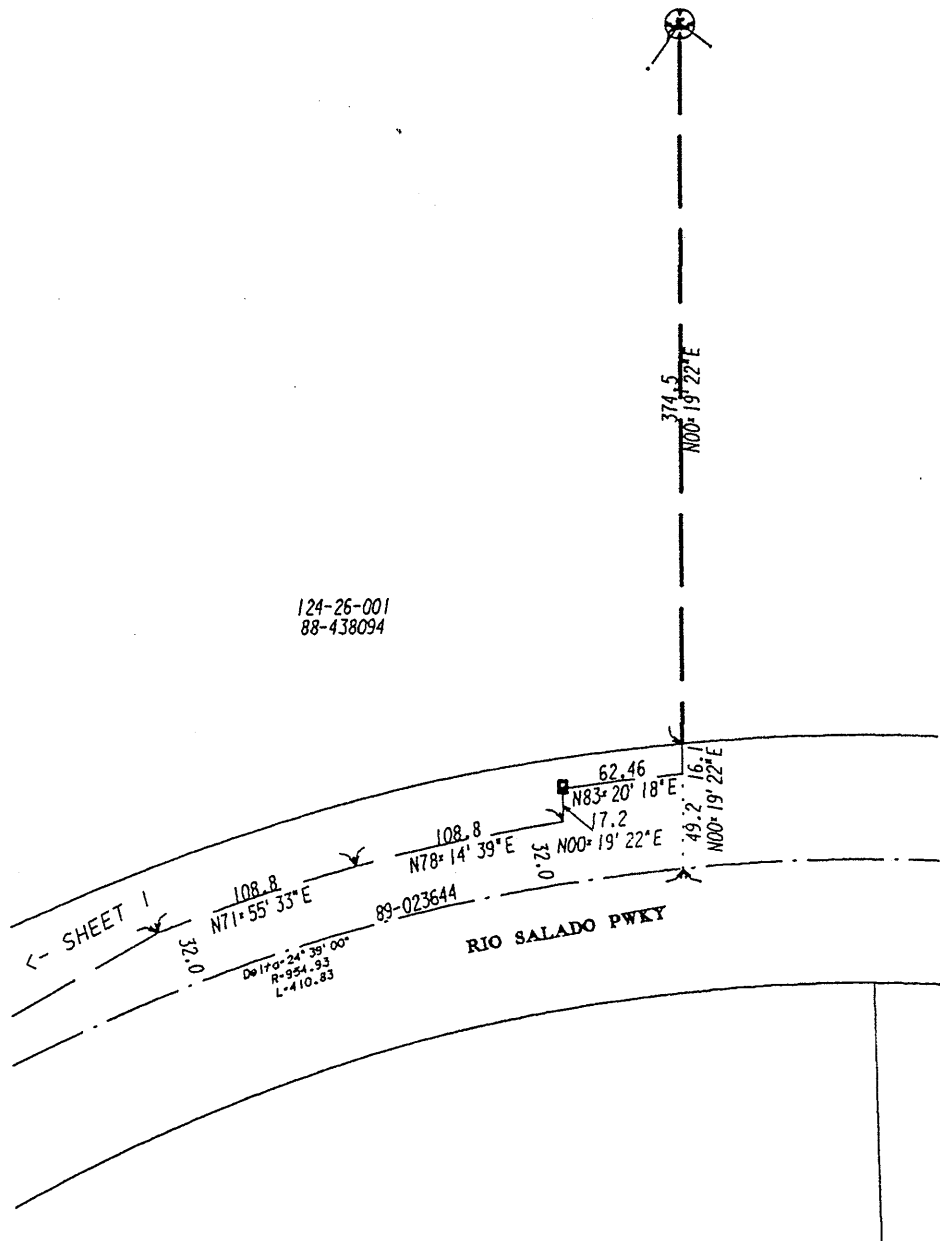 374.5
N00° 19' 22" E
124-26-001
88-438094
62.46
N83° 20' 18" E
16.1
49.2
N00° 19' 22" E
17.2
N00° 19' 22" E
108.8
N78° 14' 39" E
32.0
108.8
N71° 55' 33" E
<- SHEET 1
32.0
89-023644
RIO SALADO PWKY
Delta=24° 39' 00"
R=954.93
L=410.83